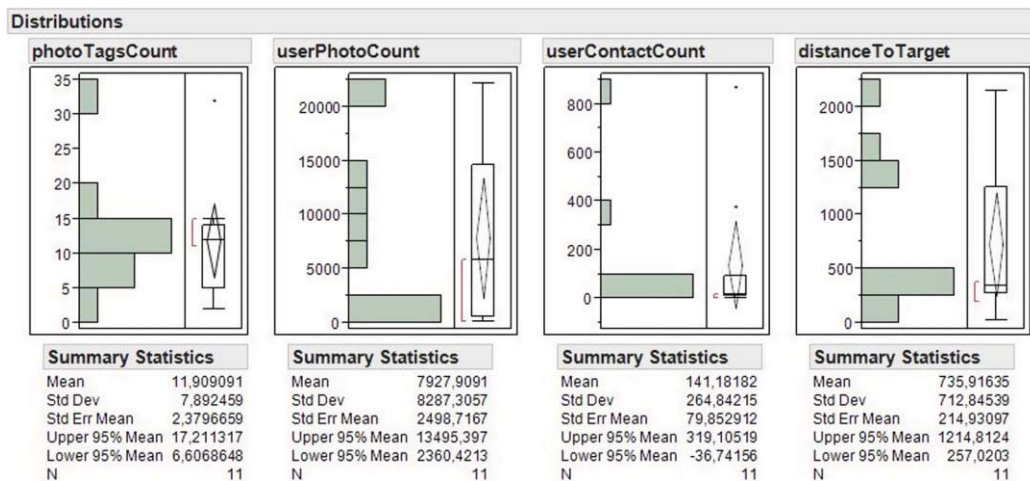 Distributions
photoTagsCount
35
30
25
20
15
10
5
0
Summary Statistics
Mean 11,909091
Std Dev 7,892459
Std Err Mean 2,3796659
Upper 95% Mean 17,211317
Lower 95% Mean 6,6068648
N 11
userPhotoCount
20000
15000
10000
5000
0
Summary Statistics
Mean 7927,9091
Std Dev 8287,3057
Std Err Mean 2498,7167
Upper 95% Mean 13495,397
Lower 95% Mean 2360,4213
N 11
userContactCount
800
600
400
200
0
Summary Statistics
Mean 141,18182
Std Dev 264,84215
Std Err Mean 79,852912
Upper 95% Mean 319,10519
Lower 95% Mean -36,74156
N 11
distanceToTarget
2000
1500
1000
500
0
Summary Statistics
Mean 735,91635
Std Dev 712,84539
Std Err Mean 214,93097
Upper 95% Mean 1214,8124
Lower 95% Mean 257,0203
N 11